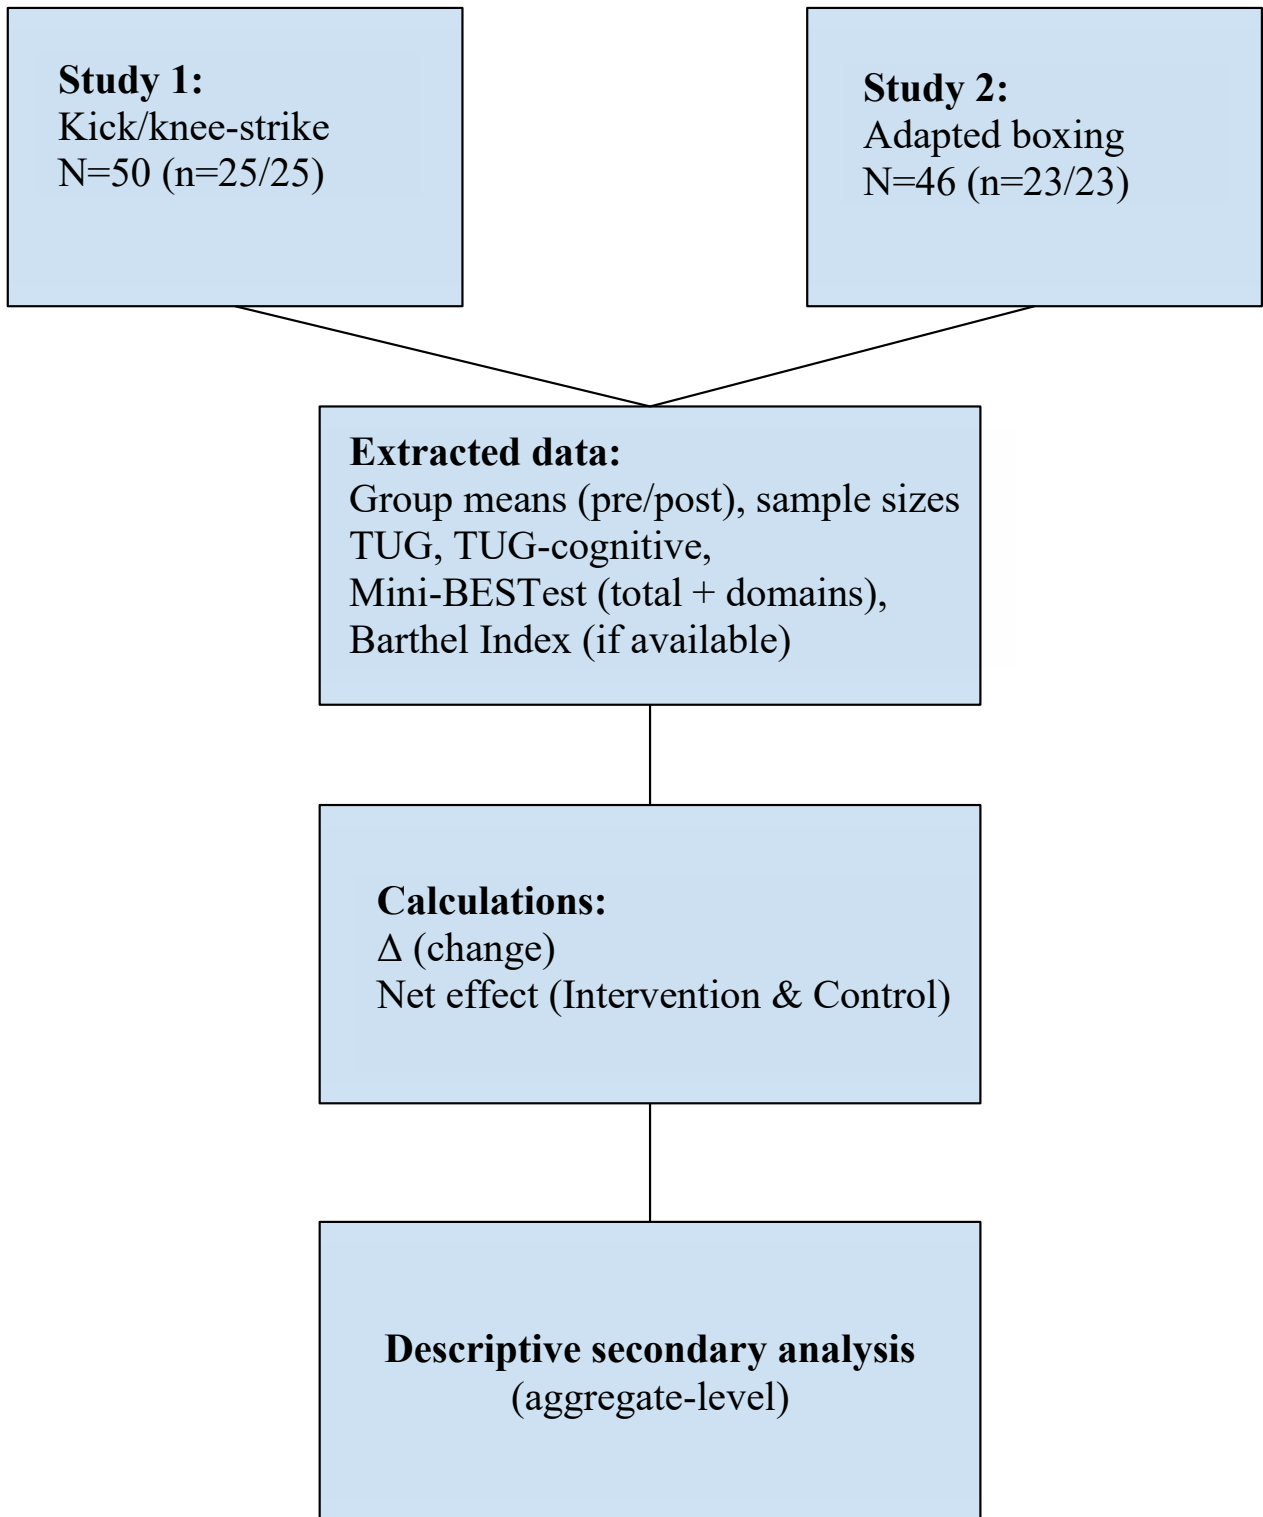 Study 1:
Kick/knee-strike
N=50 (n=25/25)
Study 2:
Adapted boxing
N=46 (n=23/23)
Extracted data:
Group means (pre/post), sample sizes
TUG, TUG-cognitive,
Mini-BESTest (total + domains),
Barthel Index (if available)
Calculations:
Δ (change)
Net effect (Intervention & Control)
Descriptive secondary analysis
(aggregate-level)